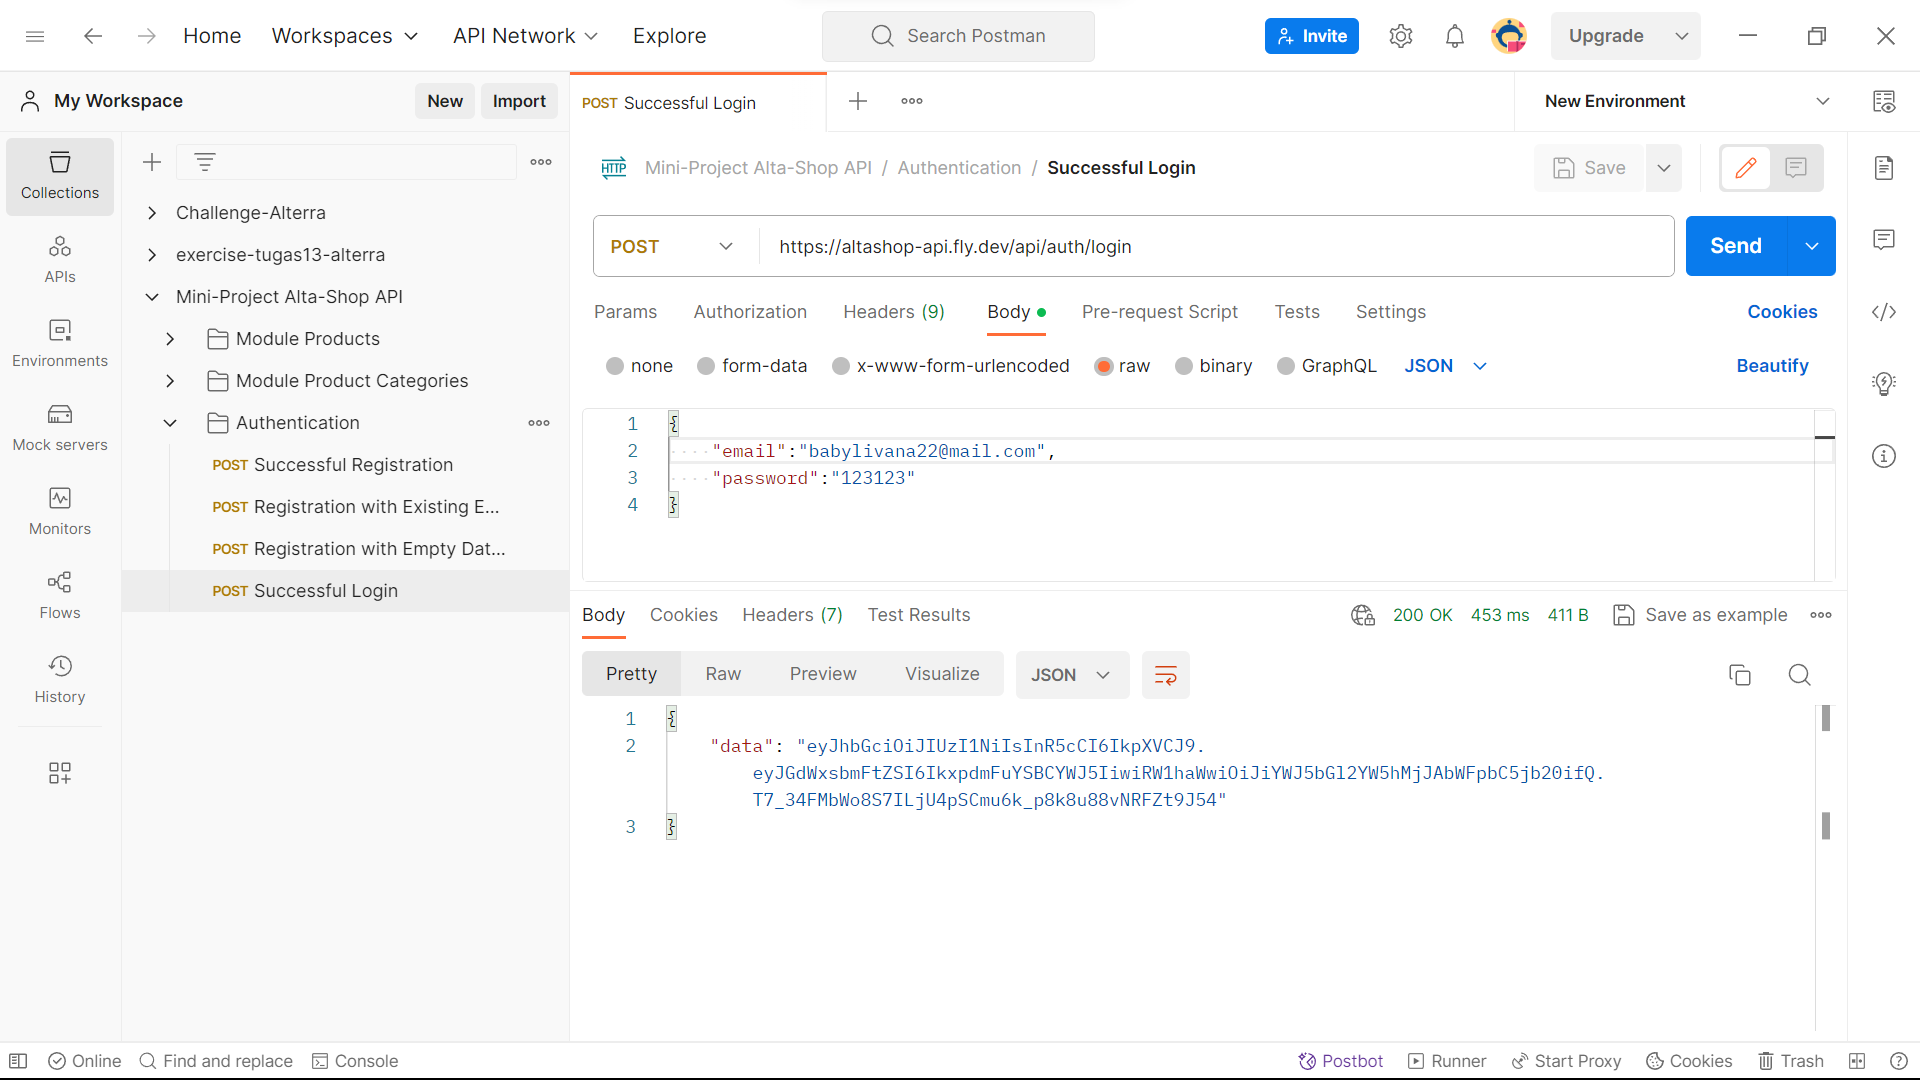 Home Workspaces API Network Explore Search Postman Invite Upgrade
My Workspace New Import
POST Successful Login
New Environment
Collections
APIs
Environments
Mock servers
Monitors
Flows
History
Challenge-Alterra
exercise-tugas13-alterra
Mini-Project Alta-Shop API
Module Products
Module Product Categories
Authentication
POST Successful Registration
POST Registration with Existing E...
POST Registration with Empty Dat...
POST Successful Login
HTTP Mini-Project Alta-Shop API / Authentication / Successful Login Save
POST https://altashop-api.fly.dev/api/auth/login Send
Params Authorization Headers (9) Body Pre-request Script Tests Settings Cookies
none form-data x-www-form-urlencoded raw binary GraphQL JSON Beautify
1 {
2 "email":"babylivana22@mail.com",
3 "password":"123123"
4 }
Body Cookies Headers (7) Test Results 200 OK 453 ms 411 B Save as example
Pretty Raw Preview Visualize JSON
1 {
2 "data": "eyJhbGciOiJIUzI1NiIsInR5cCI6IkpXVCJ9.
eyJGdWxsbmFtZSI6IkxpdmFuYSBCYWJ5IiwiRW1haWwiOiJiYWJ5bGl2YW5hMjJAbWFpbC5jb20ifQ.
T7_34FMbWo8S7ILjU4pSCmu6k_p8k8u88vNRFZt9J54"
3 }
Online Find and replace Console Postbot Runner Start Proxy Cookies Trash